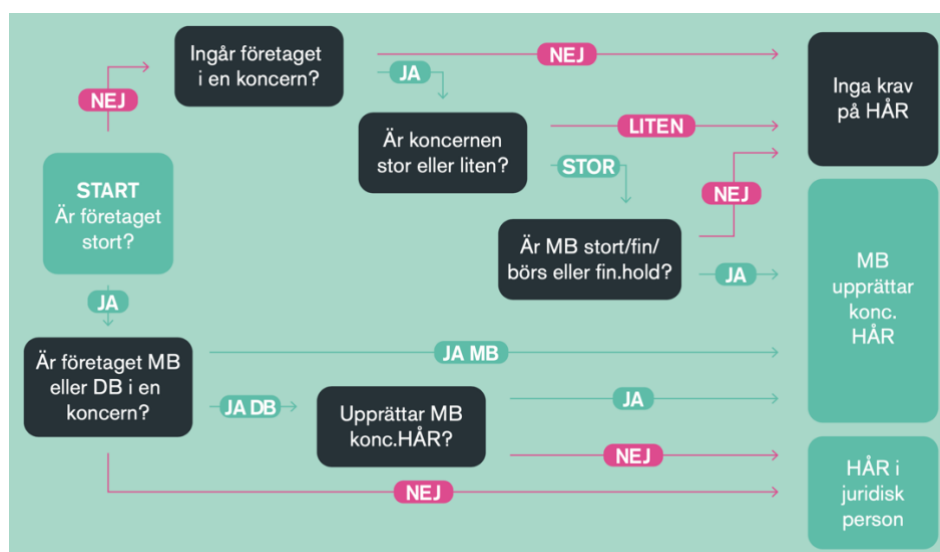 Ingår företaget
i en koncern?
NEJ
JA
NEJ
Inga krav
på HÅR
Är koncernen
stor eller liten?
LITEN
STOR
NEJ
START
Är företaget
stort?
Är MB stort/fin/
börs eller fin.hold?
JA
MB
upprättar
konc.
HÅR
JA
Är företaget MB
eller DB i en
koncern?
JA MB
JA DB
Upprättar MB
konc.HÅR?
JA
NEJ
NEJ
HÅR i
juridisk
person